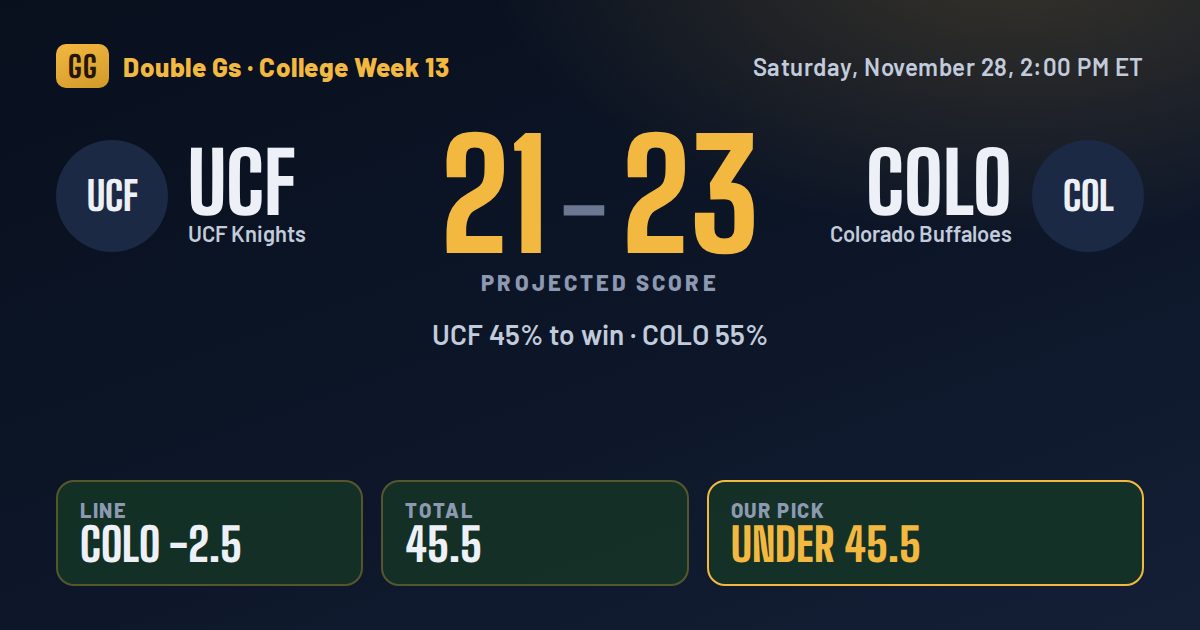 GG Double Gs · College Week 13
Saturday, November 28, 2:00 PM ET
UCF
UCF
UCF Knights
21 – 23
PROJECTED SCORE
UCF 45% to win · COLO 55%
COLO
Colorado Buffaloes
COL
LINE
COLO −2.5
TOTAL
45.5
OUR PICK
UNDER 45.5